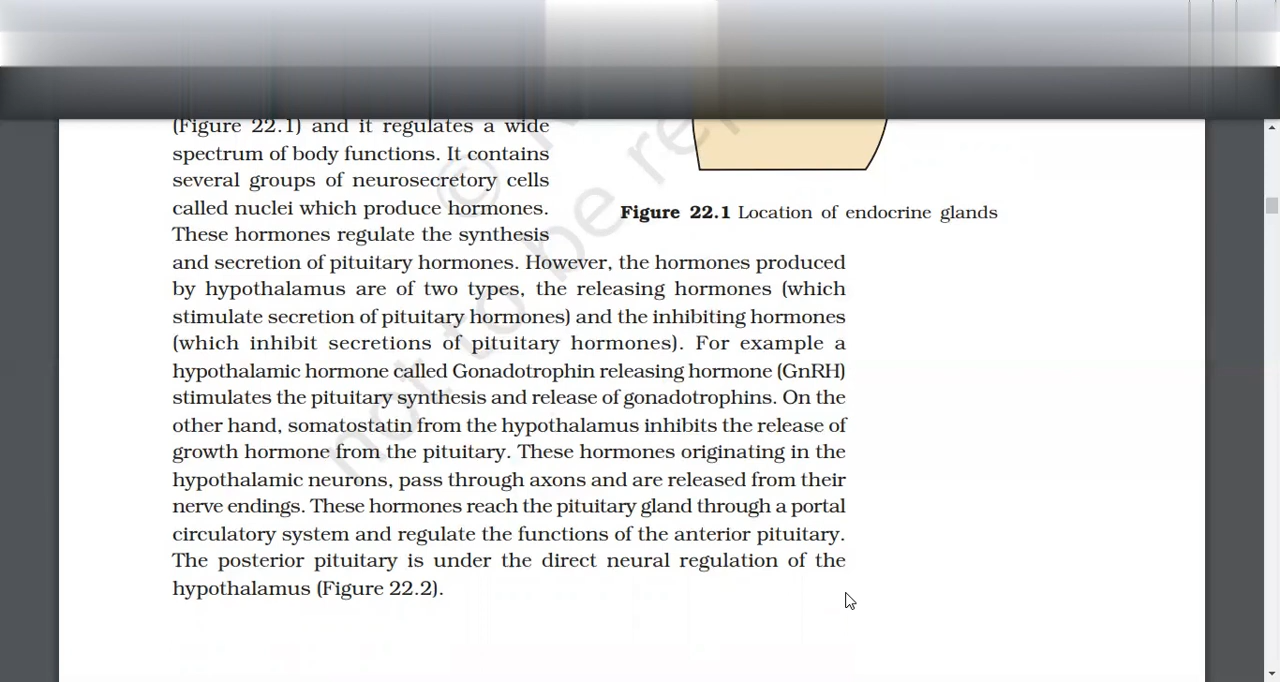 (Figure 22.1) and it regulates a wide
spectrum of body functions. It contains
several groups of neurosecretory cells
called nuclei which produce hormones.
These hormones regulate the synthesis
Figure 22.1 Location of endocrine glands
and secretion of pituitary hormones. However, the hormones produced
by hypothalamus are of two types, the releasing hormones (which
stimulate secretion of pituitary hormones) and the inhibiting hormones
(which inhibit secretions of pituitary hormones). For example a
hypothalamic hormone called Gonadotrophin releasing hormone (GnRH)
stimulates the pituitary synthesis and release of gonadotrophins. On the
other hand, somatostatin from the hypothalamus inhibits the release of
growth hormone from the pituitary. These hormones originating in the
hypothalamic neurons, pass through axons and are released from their
nerve endings. These hormones reach the pituitary gland through a portal
circulatory system and regulate the functions of the anterior pituitary.
The posterior pituitary is under the direct neural regulation of the
hypothalamus (Figure 22.2).
©
not to be